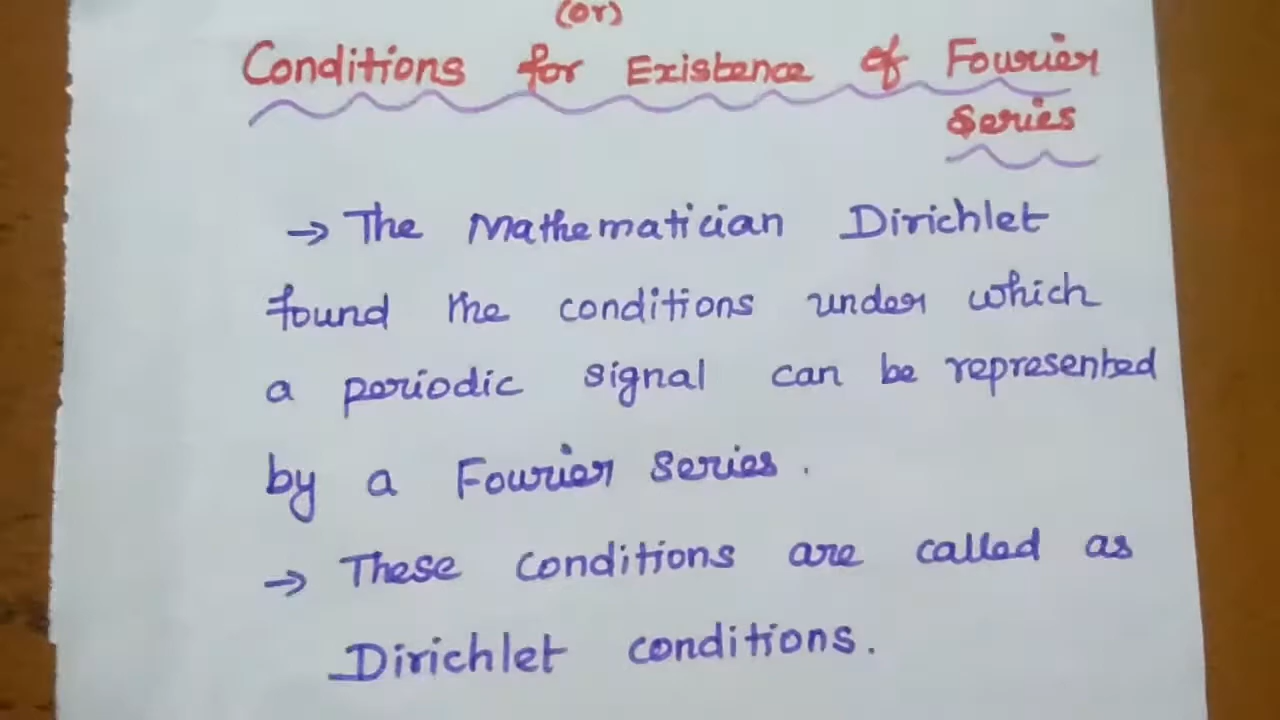 (or)
Conditions for Existence of Fourier
Series
→ The Mathematician Dirichlet
found the conditions under which
a periodic signal can be represented
by a Fourier Series.
→ These conditions are called as
Dirichlet conditions.